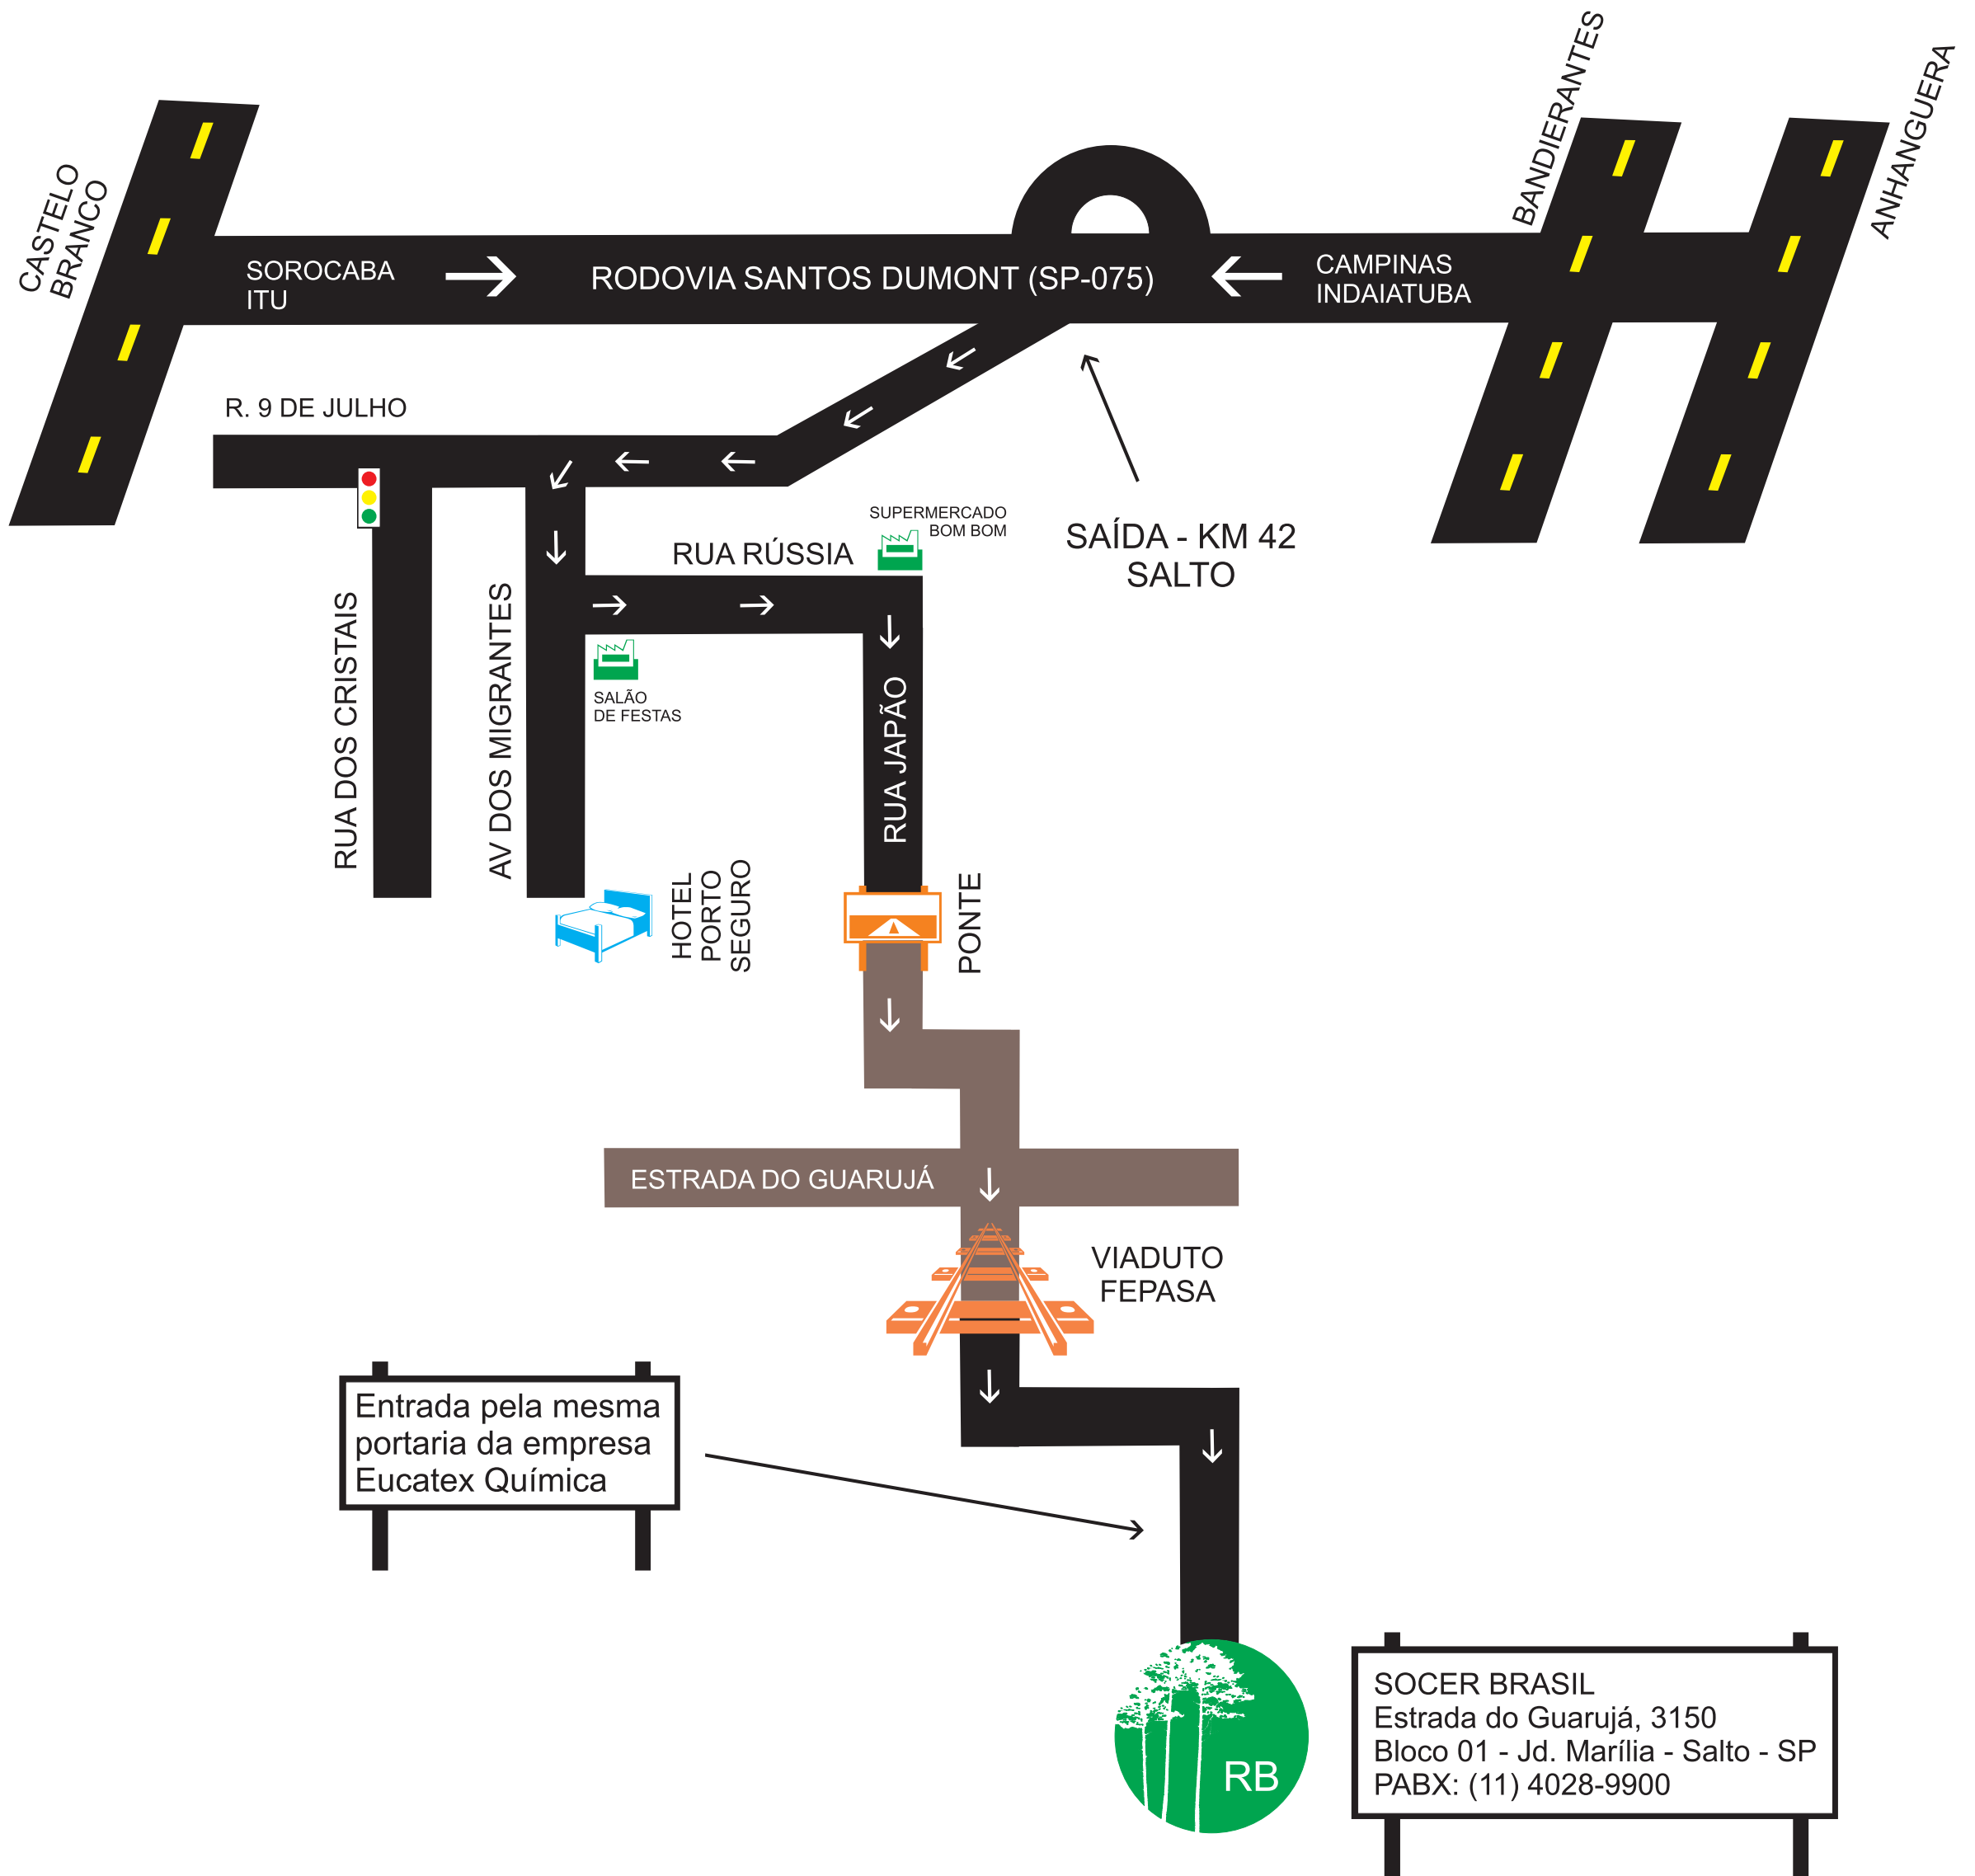 BANDIERANTES
ANHANGUERA
CASTELO
BRANCO
SOROCABA
ITU
RODOVIA SANTOS DUMONT (SP-075)
CAMPINAS
INDAIATUBA
R. 9 DE JULHO
SUPERMERCADO
BOM BOM
RUA RÚSSIA
SAÍDA - KM 42
SALTO
RUA DOS CRISTAIS
AV DOS MIGRANTES
SALÃO
DE FESTAS
RUA JAPÃO
HOTEL
PORTO
SEGURO
PONTE
ESTRADA DO GUARUJÁ
VIADUTO
FEPASA
Entrada pela mesma
portaria da empresa
Eucatex Química
RB
SOCER BRASIL
Estrada do Guarujá, 3150
Bloco 01 - Jd. Marília - Salto - SP
PABX: (11) 4028-9900